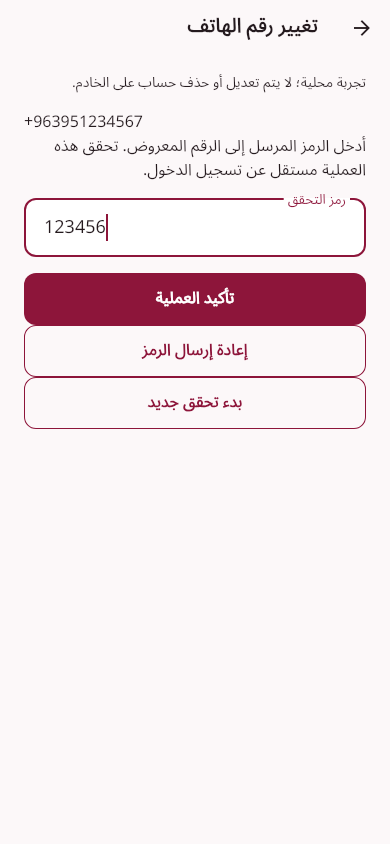 تغيير رقم الهاتف
تجربة محلية؛ لا يتم تعديل أو حذف حساب على الخادم.
+963951234567
أدخل الرمز المرسل إلى الرقم المعروض. تحقق هذه
العملية مستقل عن تسجيل الدخول.
رمز التحقق
123456
تأكيد العملية
إعادة إرسال الرمز
بدء تحقق جديد